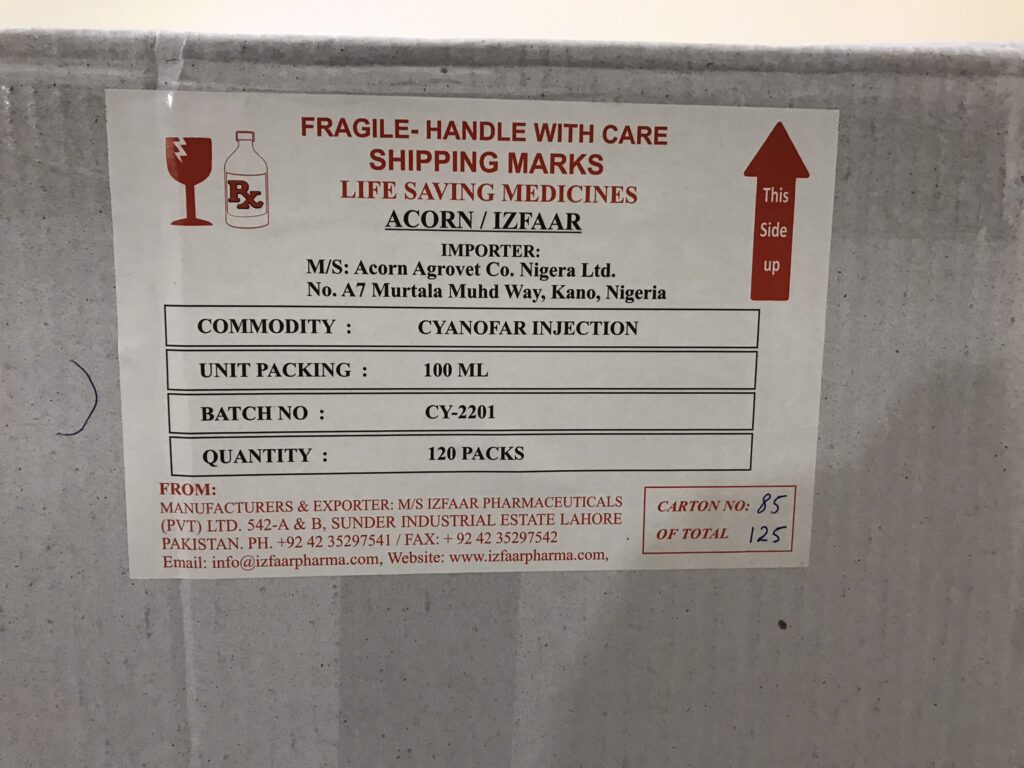 FRAGILE- HANDLE WITH CARE
SHIPPING MARKS
LIFE SAVING MEDICINES
ACORN / IZFAAR
IMPORTER:
M/S: Acorn Agrovet Co. Nigera Ltd.
No. A7 Murtala Muhd Way, Kano, Nigeria
Rx
This
Side
up
COMMODITY : CYANOFAR INJECTION
UNIT PACKING : 100 ML
BATCH NO : CY-2201
QUANTITY : 120 PACKS
FROM:
MANUFACTURERS & EXPORTER: M/S IZFAAR PHARMACEUTICALS
(PVT) LTD. 542-A & B, SUNDER INDUSTRIAL ESTATE LAHORE
PAKISTAN. PH. +92 42 35297541 / FAX: + 92 42 35297542
Email: info@izfaarpharma.com, Website: www.izfaarpharma.com,
CARTON NO: 85
OF TOTAL 125